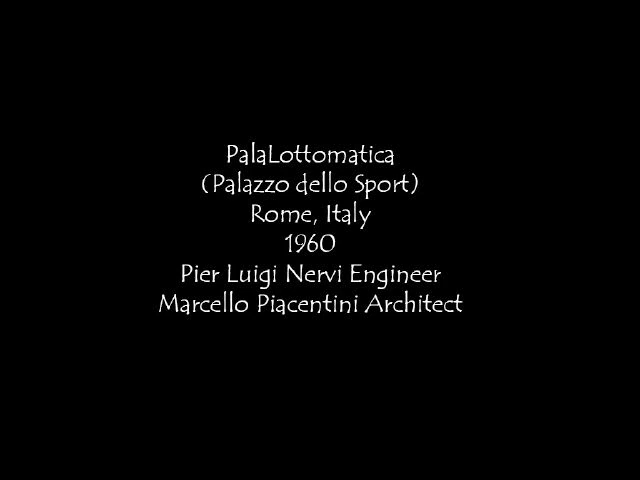 PalaLottomatica
(Palazzo dello Sport)
Rome, Italy
1960
Pier Luigi Nervi Engineer
Marcello Piacentini Architect